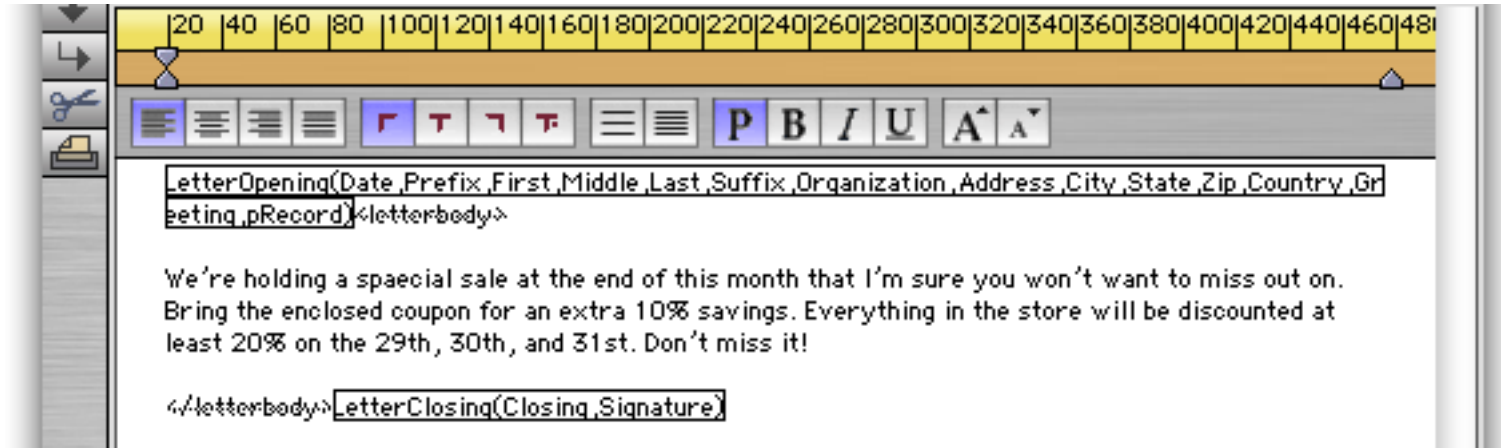 |20 |40 |60 |80 |100|120|140|160|180|200|220|240|260|280|300|320|340|360|380|400|420|440|460|48
P B I U A A
LetterOpening(Date,Prefix,First,Middle,Last,Suffix,Organization,Address,City,State,Zip,Country,Gr
eeting,pRecord)<letterbody>
We're holding a spaecial sale at the end of this month that I'm sure you won't want to miss out on.
Bring the enclosed coupon for an extra 10% savings. Everything in the store will be discounted at
least 20% on the 29th, 30th, and 31st. Don't miss it!
</letterbody>LetterClosing(Closing,Signature)